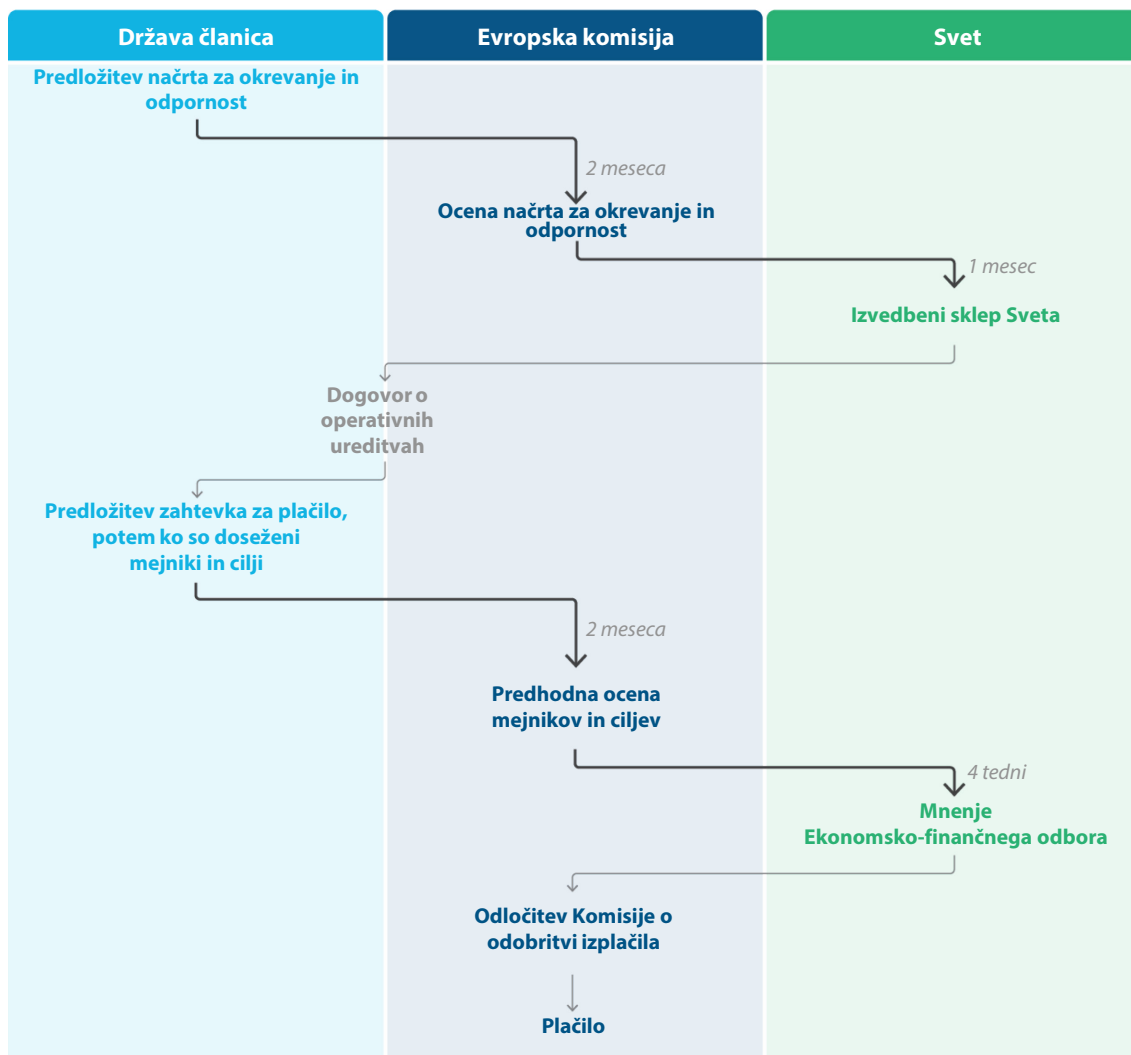 Država članica
Evropska komisija
Svet
Predložitev načrta za okrevanje in
odpornost
2 meseca
Ocena načrta za okrevanje in
odpornost
1 mesec
Izvedbeni sklep Sveta
Dogovor o
operativnih
ureditvah
Predložitev zahtevka za plačilo,
potem ko so doseženi
mejniki in cilji
2 meseca
Predhodna ocena
mejnikov in ciljev
4 tedni
Mnenje
Ekonomsko-finančnega odbora
Odločitev Komisije o
odobritvi izplačila
Plačilo